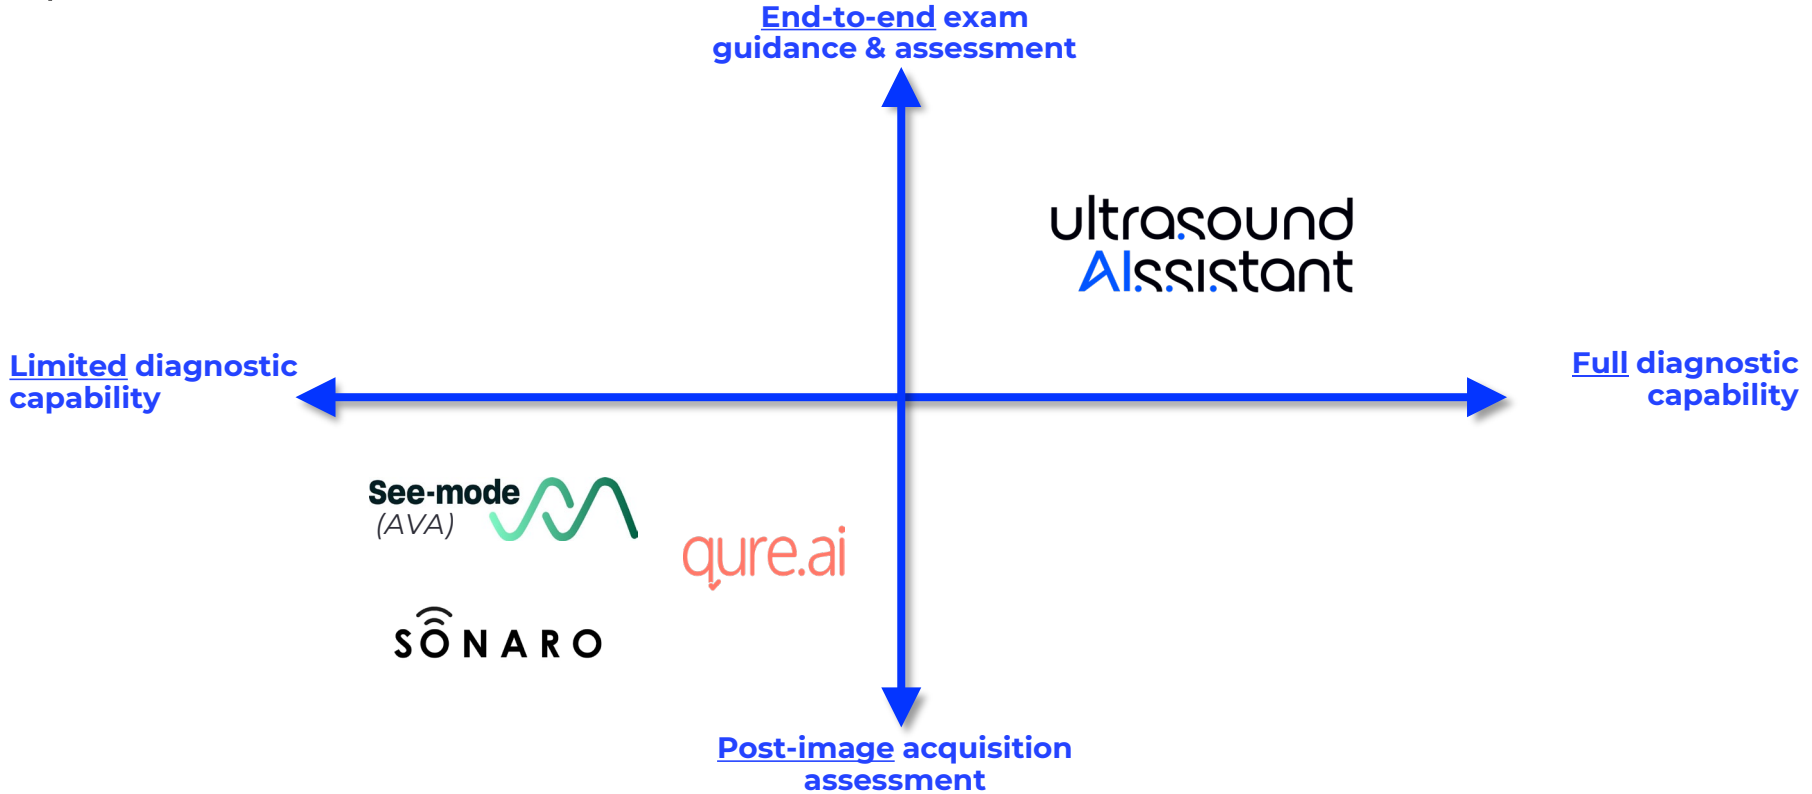 End-to-end exam
guidance & assessment
ultrasound
AIssistant
Limited diagnostic
capability
Full diagnostic
capability
See-mode
(AVA)
qure.ai
SONARO
Post-image acquisition
assessment